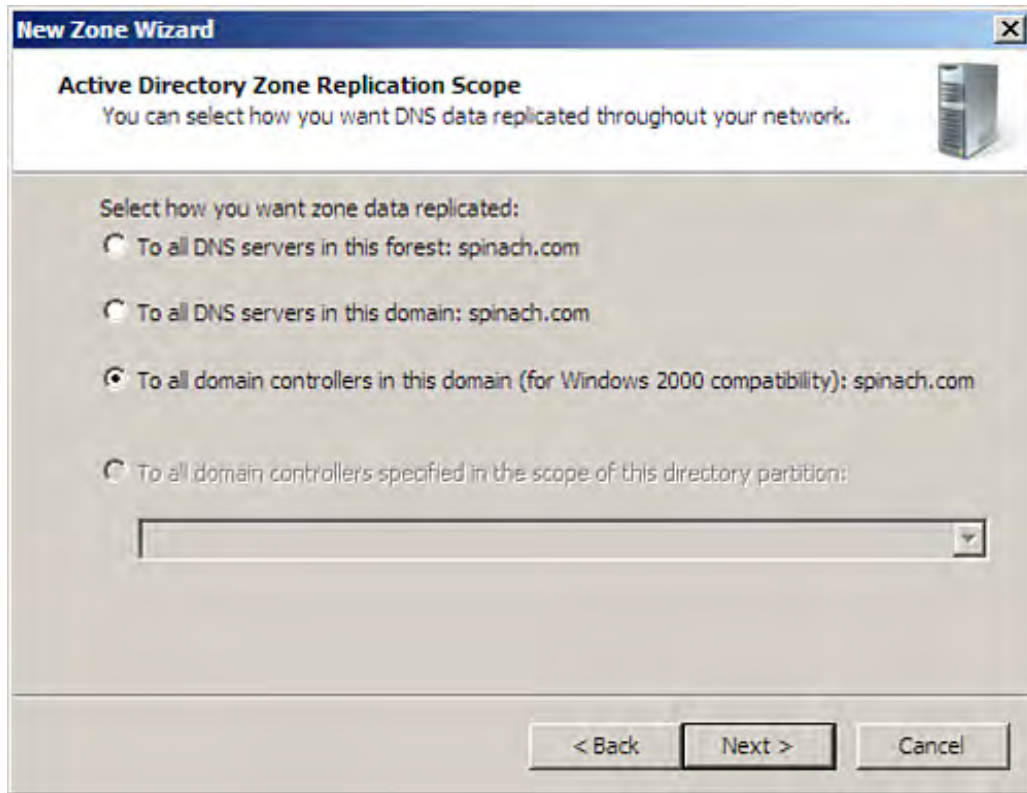 New Zone Wizard
Active Directory Zone Replication Scope
You can select how you want DNS data replicated throughout your network.
Select how you want zone data replicated:
To all DNS servers in this forest: spinach.com
To all DNS servers in this domain: spinach.com
To all domain controllers in this domain (for Windows 2000 compatibility): spinach.com
To all domain controllers specified in the scope of this directory partition:
< Back Next > Cancel